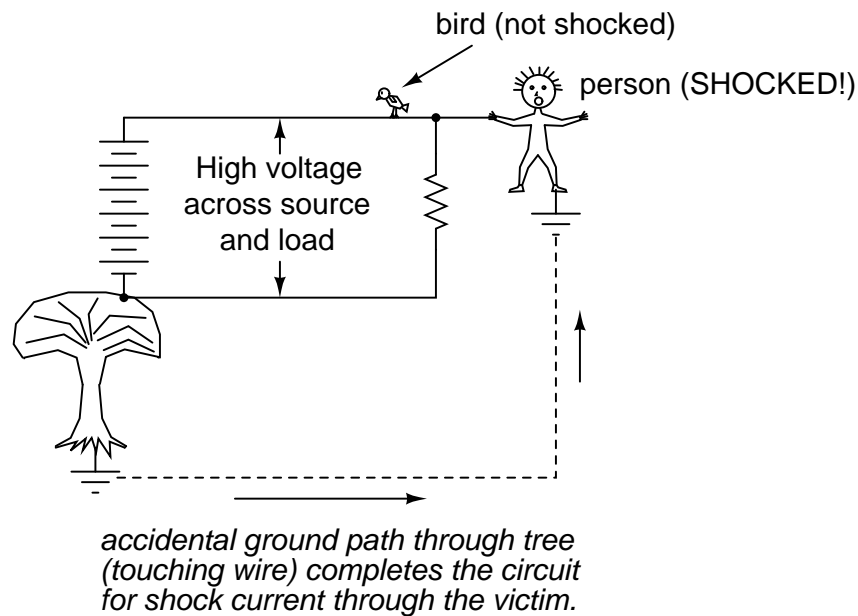 bird (not shocked)
person (SHOCKED!)
High voltage
across source
and load
accidental ground path through tree
(touching wire) completes the circuit
for shock current through the victim.